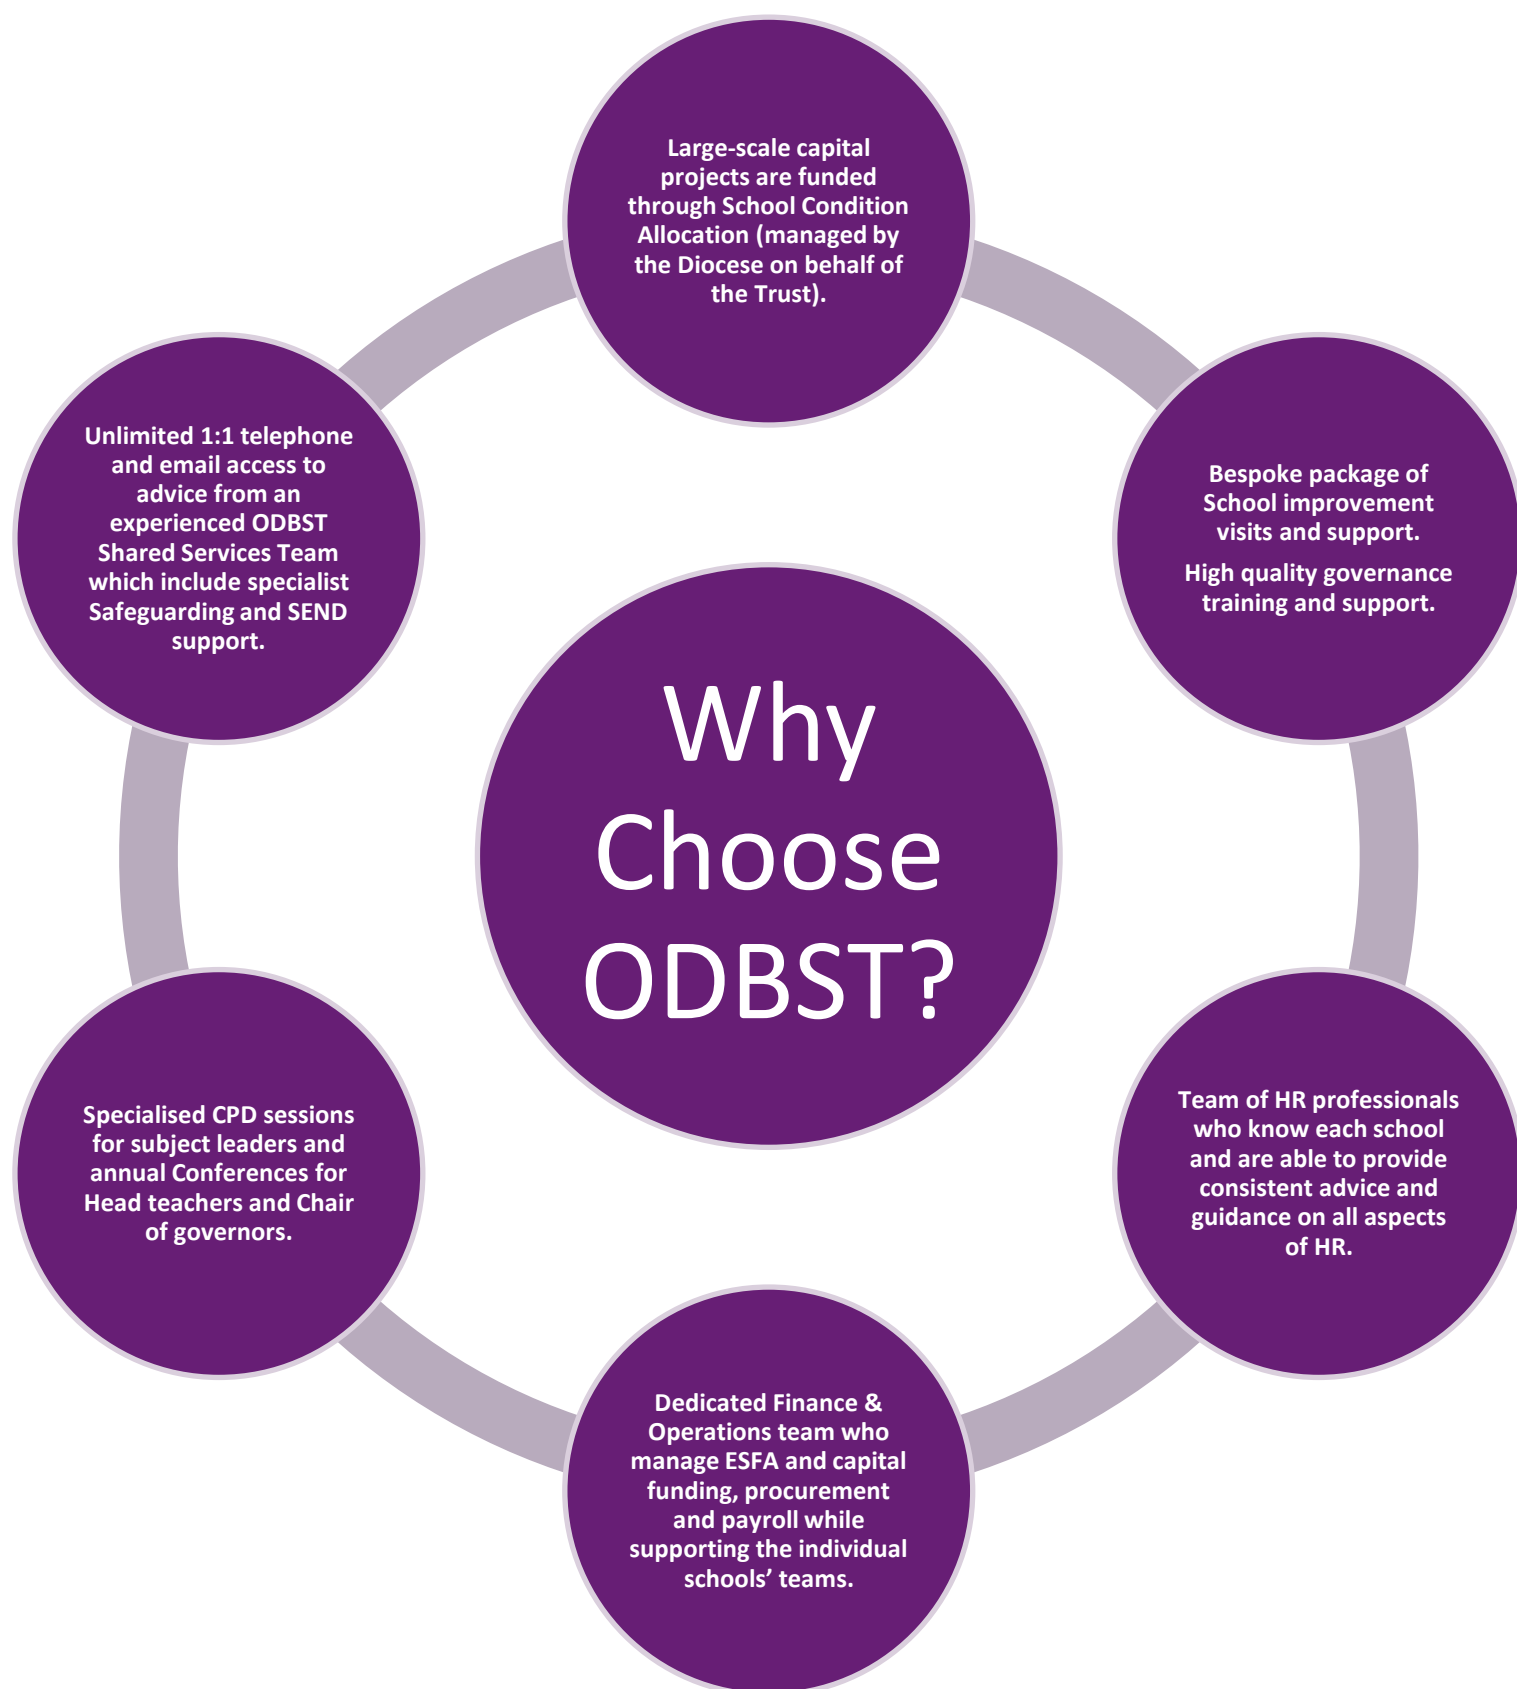 Why
Choose
ODBST?
Large-scale capital
projects are funded
through School Condition
Allocation (managed by
the Diocese on behalf of
the Trust).
Bespoke package of
School improvement
visits and support.
High quality governance
training and support.
Team of HR professionals
who know each school
and are able to provide
consistent advice and
guidance on all aspects
of HR.
Dedicated Finance &
Operations team who
manage ESFA and capital
funding, procurement
and payroll while
supporting the individual
schools’ teams.
Specialised CPD sessions
for subject leaders and
annual Conferences for
Head teachers and Chair
of governors.
Unlimited 1:1 telephone
and email access to
advice from an
experienced ODBST
Shared Services Team
which include specialist
Safeguarding and SEND
support.